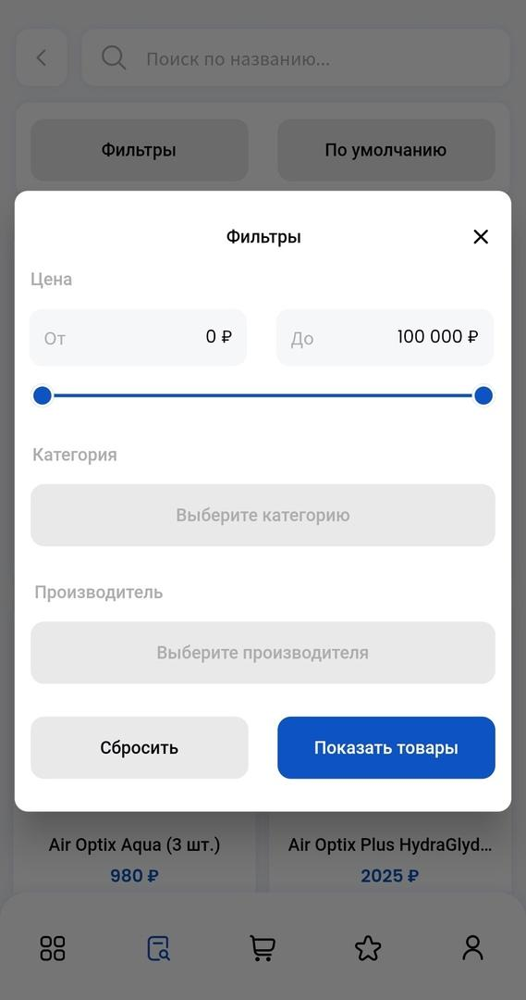 Поиск по названию...
Фильтры
По умолчанию
Фильтры
Цена
От 0 ₽
До 100 000 ₽
Категория
Выберите категорию
Производитель
Выберите производителя
Сбросить
Показать товары
Air Optix Aqua (3 шт.)
Air Optix Plus HydraGlyd...
980 ₽
2025 ₽